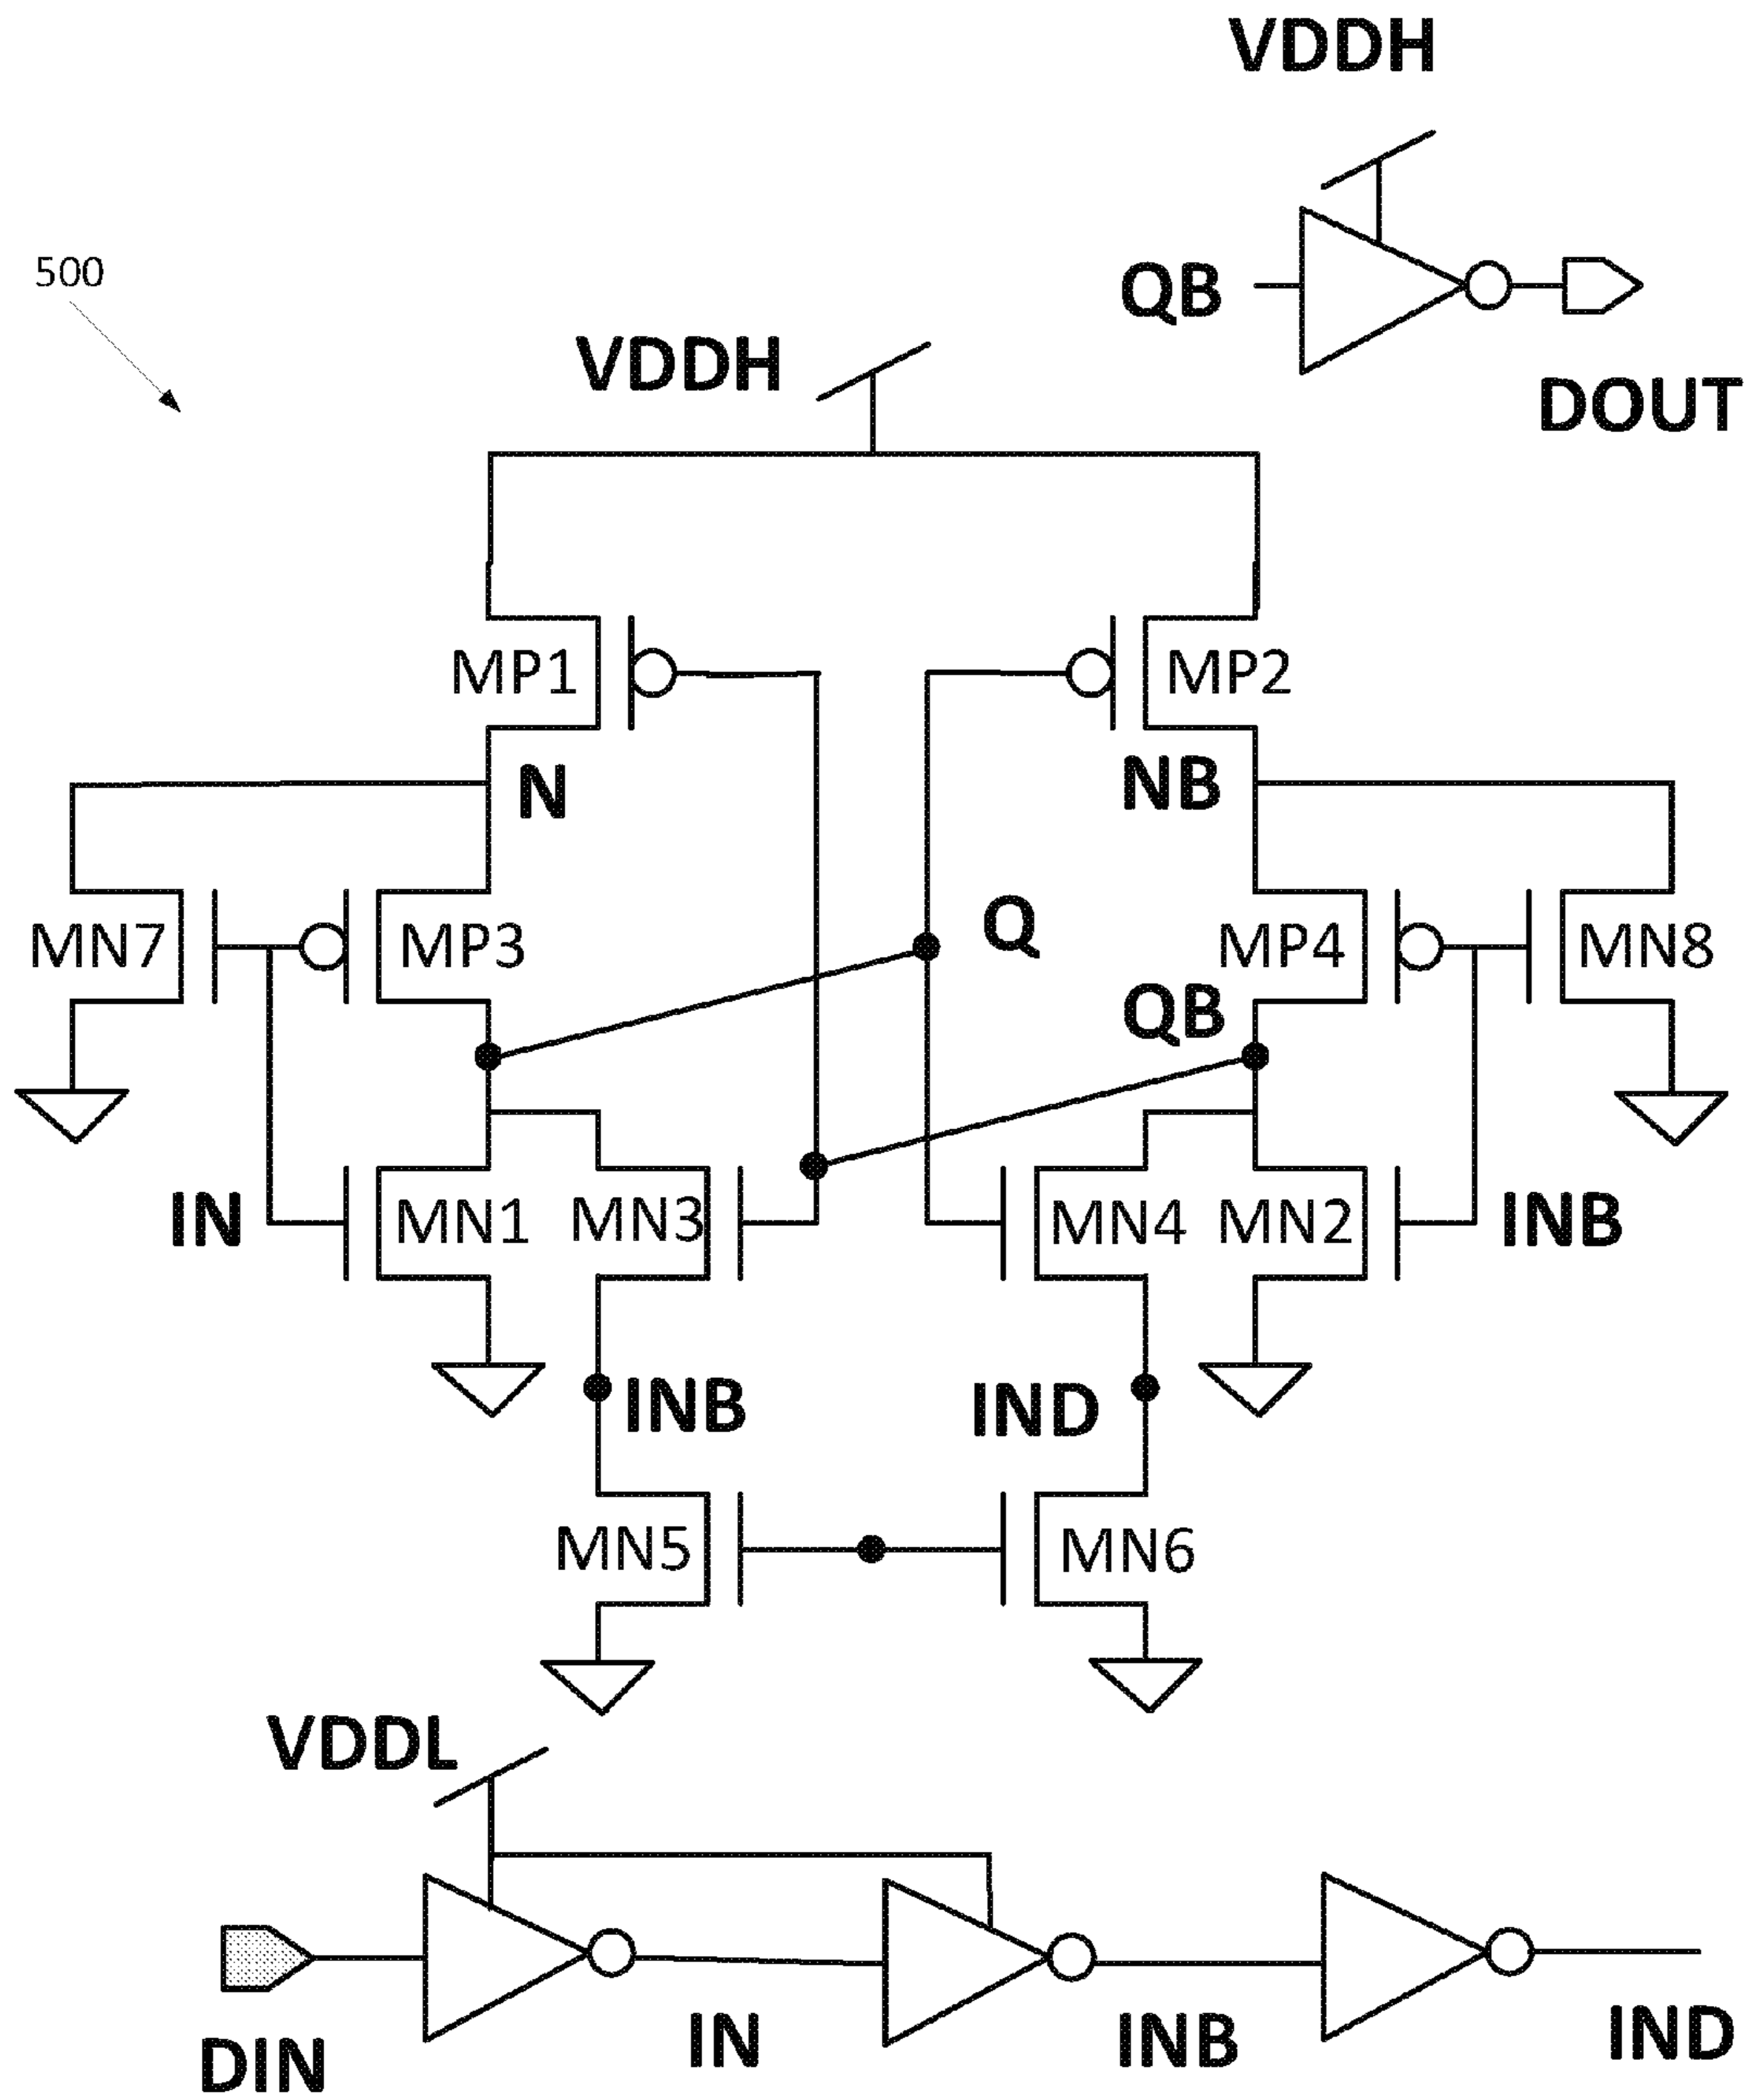 VDDH
500
QB
VDDH
DOUT
MP1
MP2
N
NB
Q
MN7
MP3
MP4
MN8
QB
IN
MN1
MN3
MN4
MN2
INB
INB
IND
MN5
MN6
VDDL
DIN
IN
INB
IND